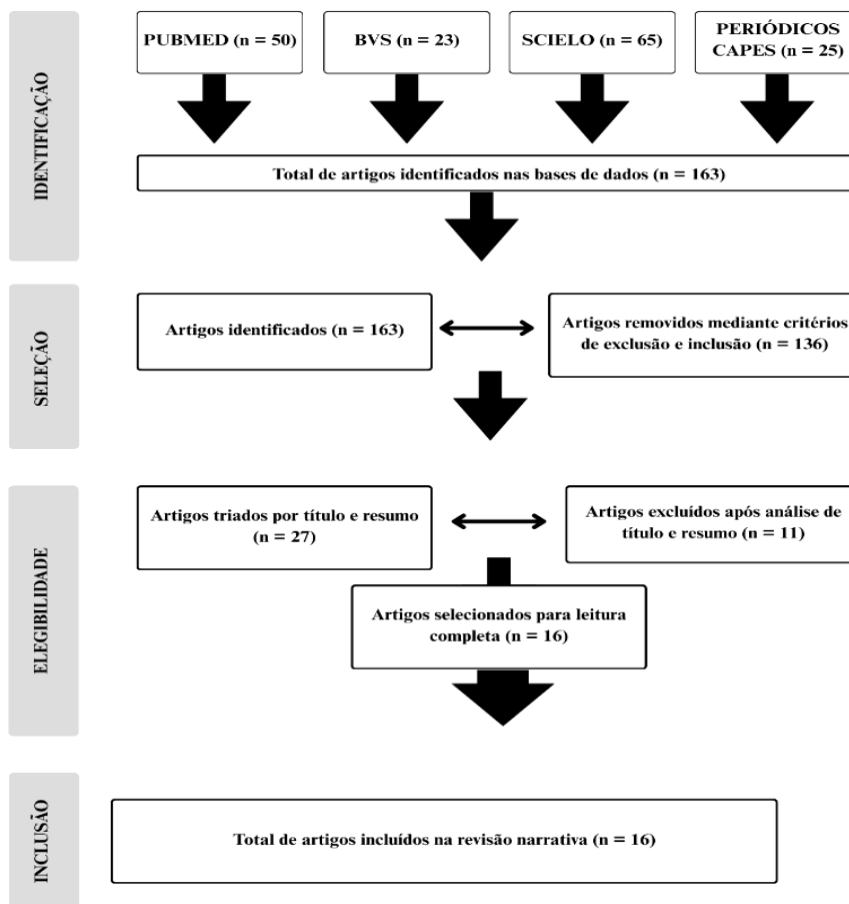 IDENTIFICAÇÃO
PUBMED (n = 50)
BVS (n = 23)
SCIELO (n = 65)
PERIÓDICOS
CAPES (n = 25)
Total de artigos identificados nas bases de dados (n = 163)
SELEÇÃO
Artigos identificados (n = 163)
Artigos removidos mediante critérios
de exclusão e inclusão (n = 136)
ELEGIBILIDADE
Artigos triados por título e resumo
(n = 27)
Artigos excluídos após análise de
título e resumo (n = 11)
Artigos selecionados para leitura
completa (n = 16)
INCLUSÃO
Total de artigos incluídos na revisão narrativa (n = 16)